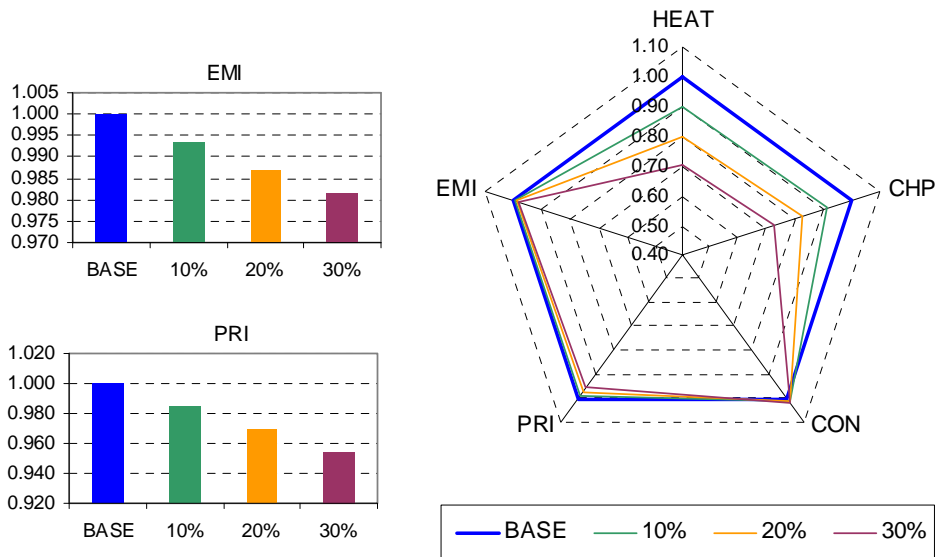 EMI
1.005
1.000
0.995
0.990
0.985
0.980
0.975
0.970
BASE 10% 20% 30%
PRI
1.020
1.000
0.980
0.960
0.940
0.920
BASE 10% 20% 30%
HEAT
1.10
1.00
0.90
0.80
0.70
0.60
0.50
0.40
EMI
CHP
PRI
CON
BASE 10% 20% 30%